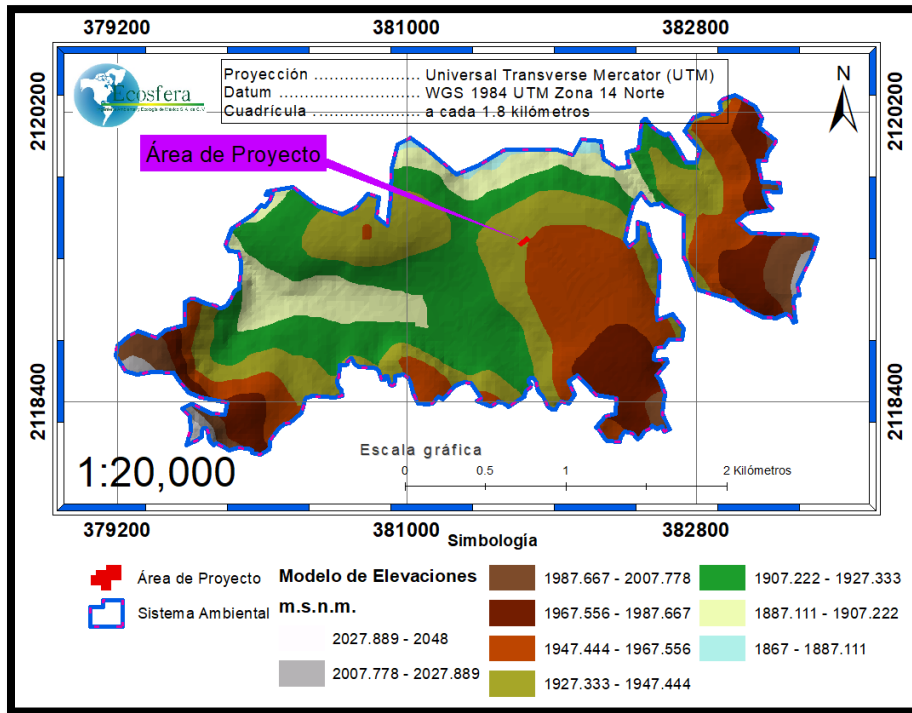 379200 381000 382800
Ecosfera
Proyección ..................... Universal Transverse Mercator (UTM)
Datum ............................ WGS 1984 UTM Zona 14 Norte
Cuadrícula ...................... a cada 1.8 kilómetros
N
2120200 2120200
Área de Proyecto
2118400 2118400
Escala gráfica
1:20,000
0 0.5 1 2 Kilómetros
379200 381000 382800
Simbología
Área de Proyecto
Sistema Ambiental
Modelo de Elevaciones
m.s.n.m.
2027.889 - 2048
2007.778 - 2027.889
1987.667 - 2007.778
1967.556 - 1987.667
1947.444 - 1967.556
1927.333 - 1947.444
1907.222 - 1927.333
1887.111 - 1907.222
1867 - 1887.111